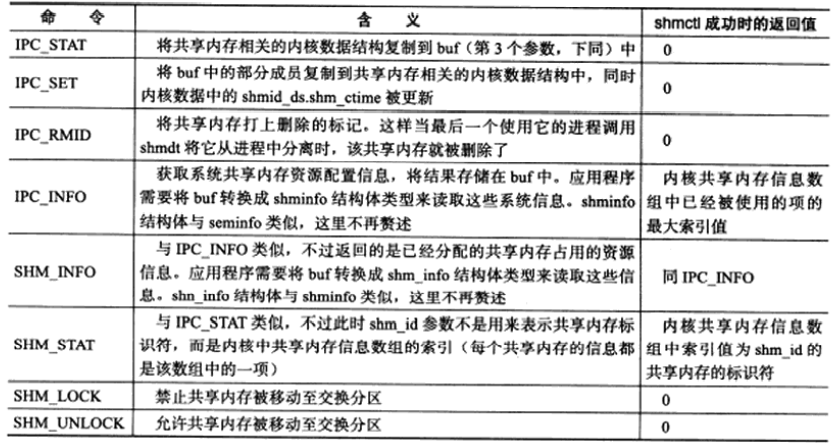 命 令 含 义 shmctl 成功时的返回值
IPC_STAT 将共享内存相关的内核数据结构复制到 buf（第 3 个参数，下同）中 0
将 buf 中的部分成员复制到共享内存相关的内核数据结构中，同时
IPC_SET 0
内核数据中的 shmid_ds.shm_ctime 被更新
将共享内存打上删除的标记。这样当最后一个使用它的进程调用
IPC_RMID 0
shmdt 将它从进程中分离时，该共享内存就被删除了
获取系统共享内存资源配置信息，将结果存储在 buf 中。应用程序 内核共享内存信息数
IPC_INFO 需要将 buf 转换成 shminfo 结构体类型来读取这些系统信息。shminfo 组中已经被使用的项的
结构体与 seminfo 类似，这里不再赘述 最大索引值
与 IPC_INFO 类似，不过返回的是已经分配的共享内存占用的资源
SHM_INFO 信息。应用程序需要将 buf 转换成 shm_info 结构体类型来读取这些信 同 IPC_INFO
息。shn_info 结构体与 shminfo 类似，这里不再赘述
与 IPC_STAT 类似，不过此时 shm_id 参数不是用来表示共享内存标 内核共享内存信息数
SHM_STAT 识符，而是内核中共享内存信息数组的索引（每个共享内存的信息都 组中索引值为 shm_id 的
是该数组中的一项） 共享内存的标识符
SHM_LOCK 禁止共享内存被移动至交换分区 0
SHM_UNLOCK 允许共享内存被移动至交换分区 0